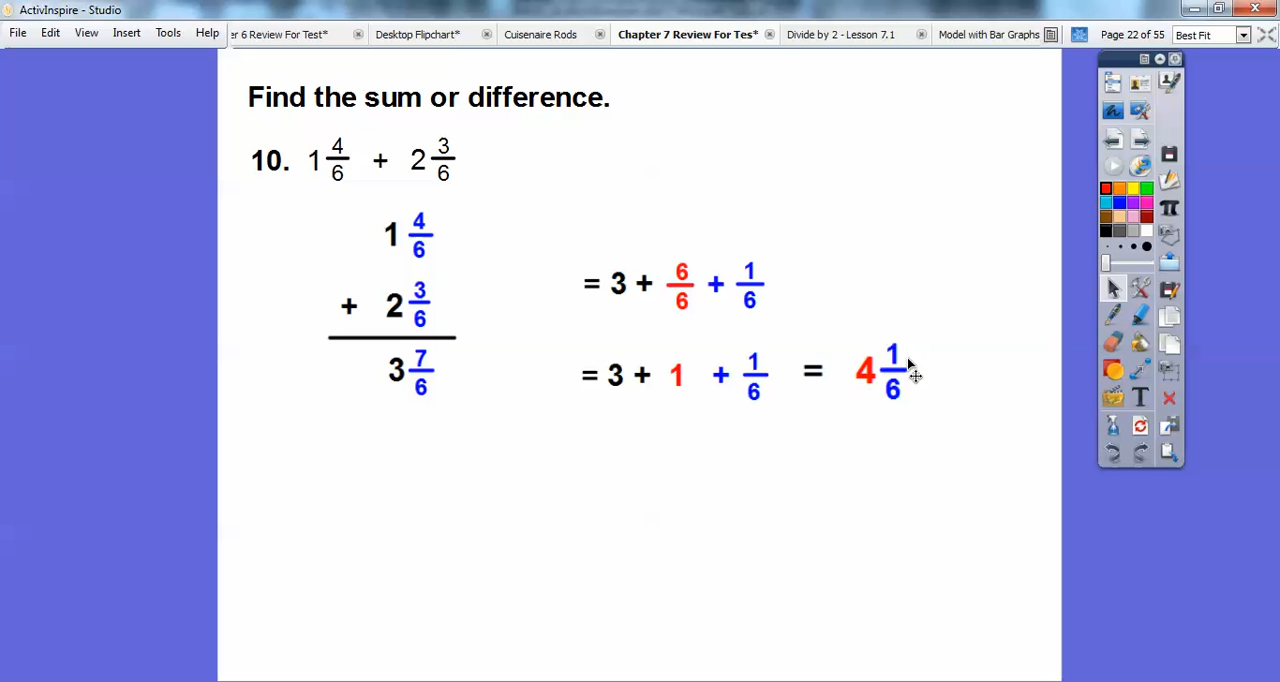 ActivInspire - Studio
File Edit View Insert Tools Help
er 6 Review For Test* Desktop Flipchart* Cuisenaire Rods Chapter 7 Review For Tes* Divide by 2 - Lesson 7.1 Model with Bar Graphs Page 22 of 55 Best Fit
Find the sum or difference.
10. 1 4/6 + 2 3/6
1 4/6
+ 2 3/6
3 7/6
= 3 + 6/6 + 1/6
= 3 + 1 + 1/6 = 4 1/6